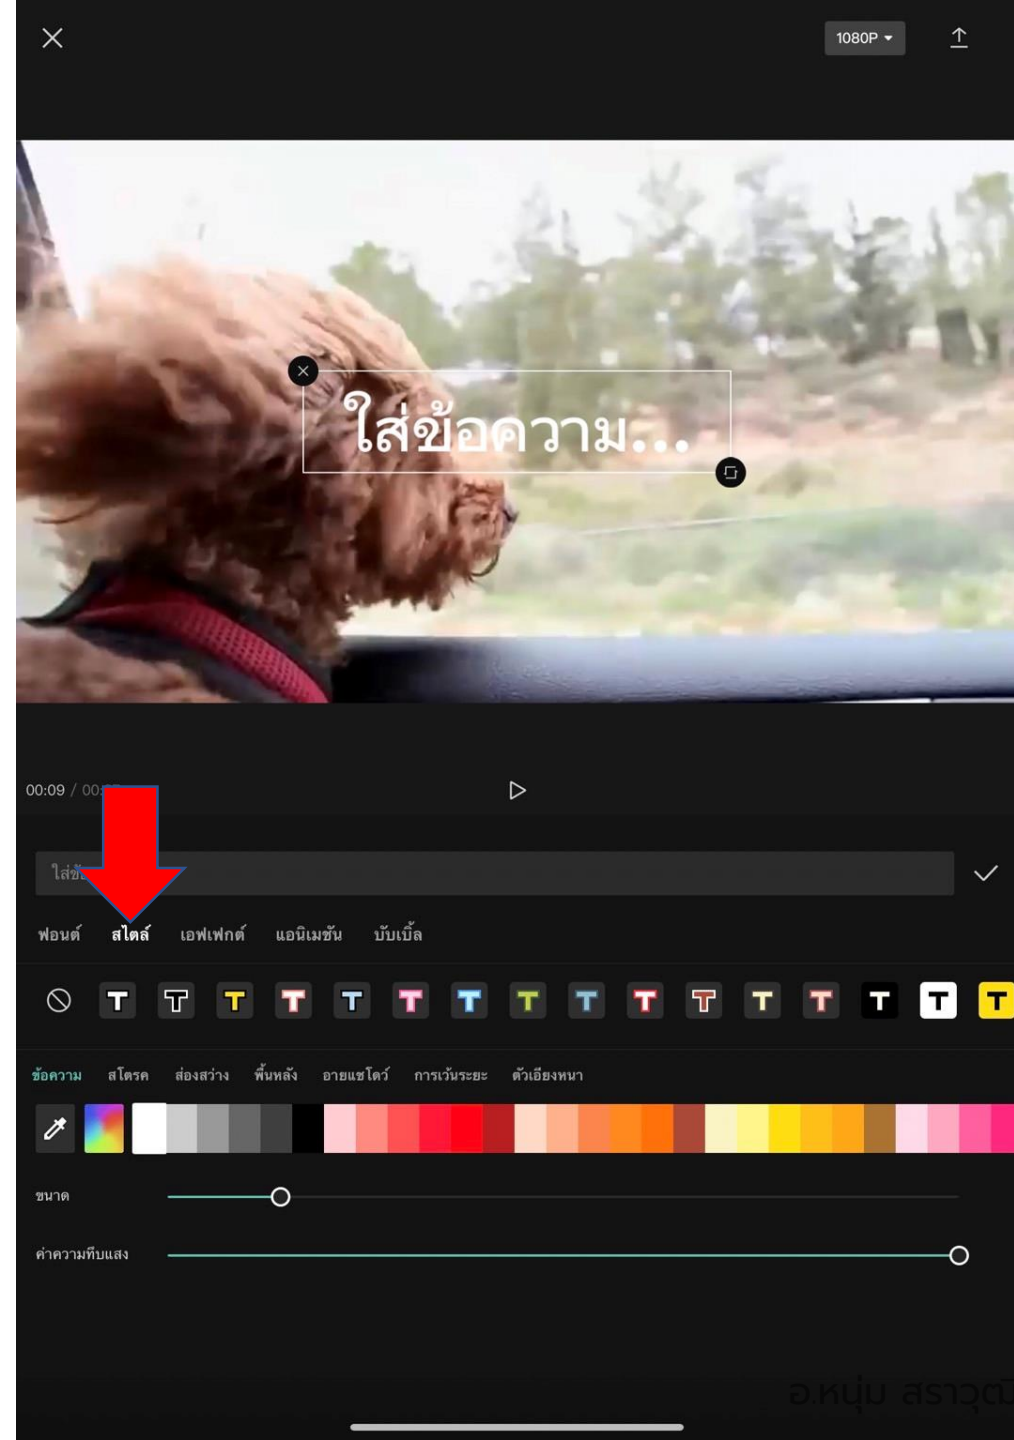 1080P
ใส่ข้อความ...
00:09 / 00:
ฟอนต์ สไตล์ เอฟเฟกต์ แอนิเมชัน บับเบิ้ล
T T T T T T T T T T T T T T T T
ข้อความ สโตรค ส่องสว่าง พื้นหลัง อายแชโดว์ การเว้นระยะ ตัวเอียงหนา
ขนาด
ค่าความทึบแสง
อ.หนุ่ม สราวุฒิ